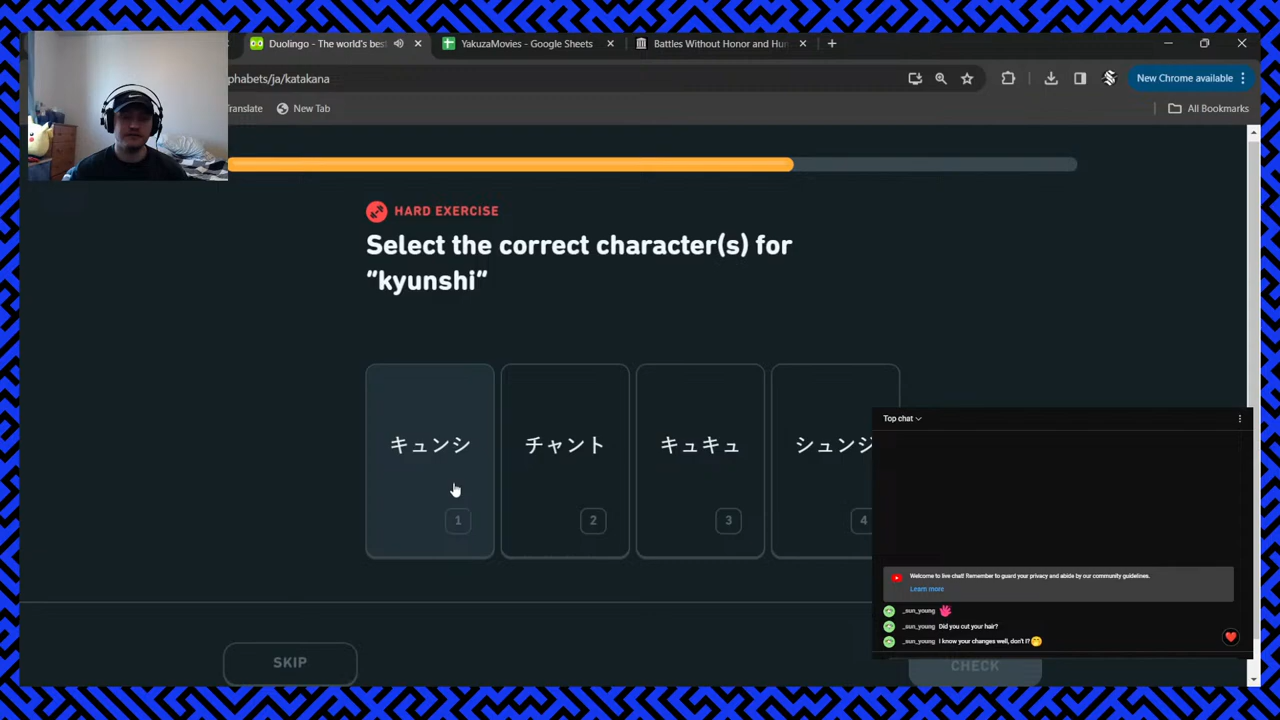 Duolingo - The world's bes
YakuzaMovies - Google Sheets
Battles Without Honor and Hun
phabets/ja/katakana
New Chrome available
Translate
New Tab
All Bookmarks
HARD EXERCISE
Select the correct character(s) for
"kyunshi"
キュンシ
1
チャント
2
キュキュ
3
シュンジ
4
SKIP
CHECK
Top chat
Welcome to live chat! Remember to guard your privacy and abide by our community guidelines.
Learn more
_sun_young
_sun_young Did you cut your hair?
_sun_young I know your changes well, don't I?